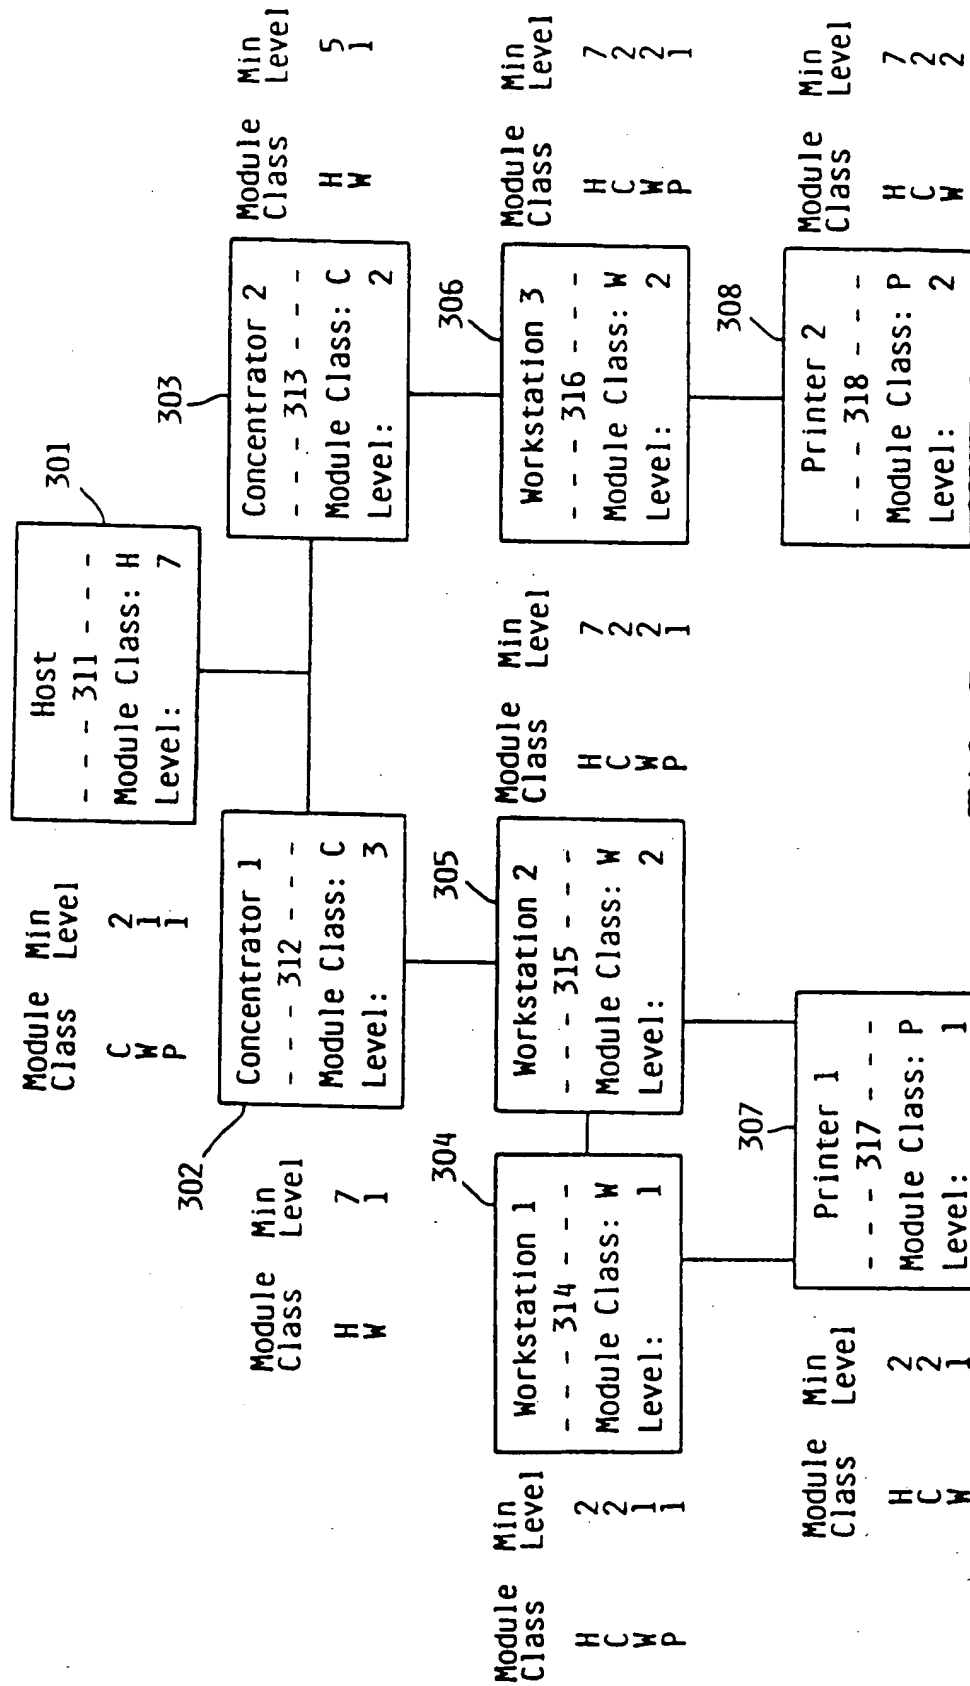 Module Min
Class Level
C 2
W 1
P 1
Host
- - - 311 - - -
Module Class: H
Level: 7
301
302
Concentrator 1
- - - 312 - - -
Module Class: C
Level: 3
Module Min
Class Level
H 7
W 1
303
Concentrator 2
- - - 313 - - -
Module Class: C
Level: 2
Module Min
Class Level
H 5
W 1
304
Workstation 1
- - - 314 - - -
Module Class: W
Level: 1
Module Min
Class Level
H 2
C 2
W 1
P 1
305
Workstation 2
- - - 315 - - -
Module Class: W
Level: 2
Module Min
Class Level
H 7
C 2
W 2
P 1
306
Workstation 3
- - - 316 - - -
Module Class: W
Level: 2
Module Min
Class Level
H 7
C 2
W 2
P 1
307
Printer 1
- - - 317 - - -
Module Class: P
Level: 1
Module Min
Class Level
H 2
C 2
W 1
308
Printer 2
- - - 318 - - -
Module Class: P
Level: 2
Module Min
Class Level
H 7
C 2
W 2